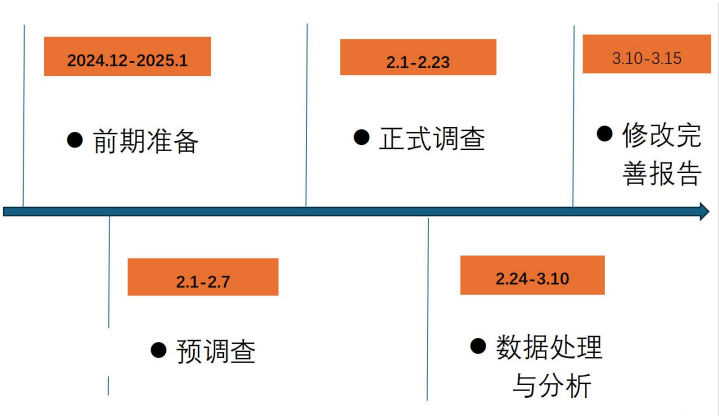 2024.12-2025.1
● 前期准备
2.1-2.23
● 正式调查
3.10-3.15
● 修改完
善报告
2.1-2.7
● 预调查
2.24-3.10
● 数据处理
与分析